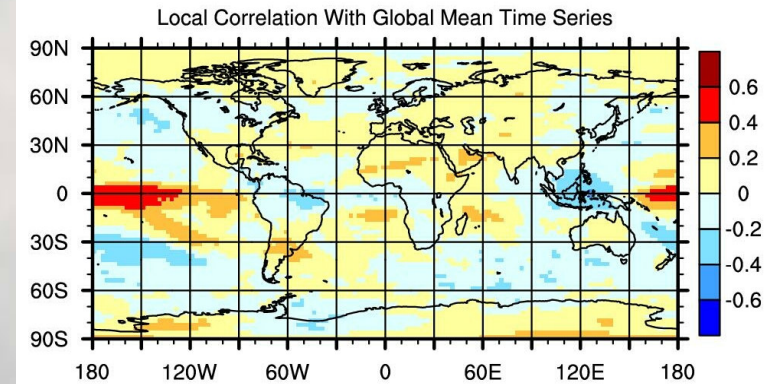 Local Correlation With Global Mean Time Series
90N
60N
30N
0
30S
60S
90S
180 120W 60W 0 60E 120E 180
0.6
0.4
0.2
0
-0.2
-0.4
-0.6